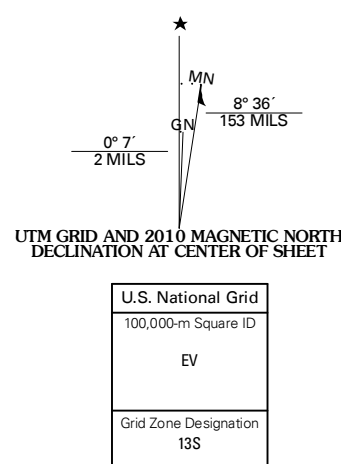 MN
8° 36´
153 MILS
GN
0° 7´
2 MILS
UTM GRID AND 2010 MAGNETIC NORTH
DECLINATION AT CENTER OF SHEET
U.S. National Grid
100,000-m Square ID
EV
Grid Zone Designation
13S